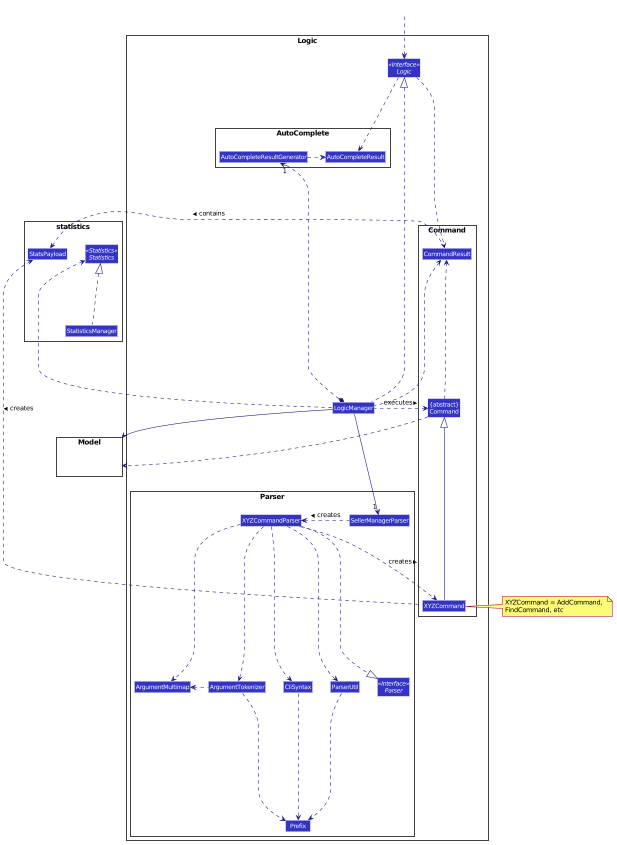 Logic
«Interface»
Logic
AutoComplete
AutoCompleteResultGenerator
AutoCompleteResult
1
contains
statistics
StatsPayload
«Statistics»
Statistics
StatisticsManager
Command
CommandResult
creates
LogicManager
executes
{abstract}
Command
Model
Parser
1
XYZCommandParser
creates
SellerManagerParser
creates
XYZCommand
XYZCommand = AddCommand,
FindCommand, etc
ArgumentMultimap
ArgumentTokenizer
CliSyntax
ParserUtil
«Interface»
Parser
Prefix